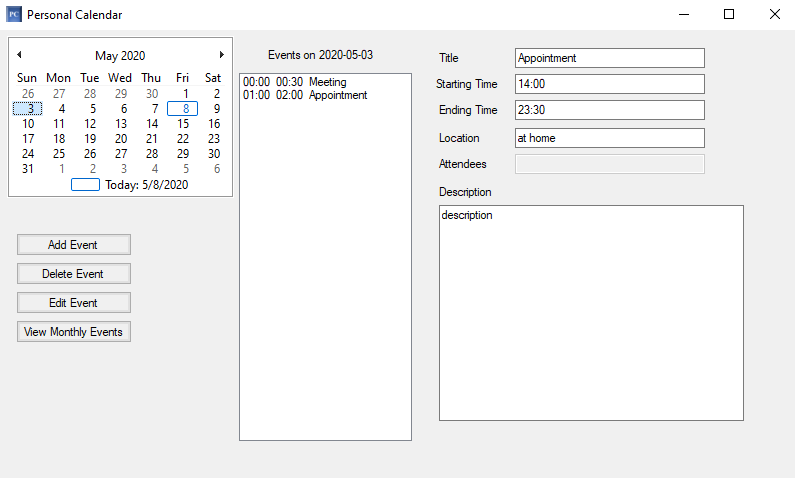 PC Personal Calendar
May 2020
Sun Mon Tue Wed Thu Fri Sat
26 27 28 29 30 1 2
3 4 5 6 7 8 9
10 11 12 13 14 15 16
17 18 19 20 21 22 23
24 25 26 27 28 29 30
31 1 2 3 4 5 6
Today: 5/8/2020
Add Event
Delete Event
Edit Event
View Monthly Events
Events on 2020-05-03
00:00 00:30 Meeting
01:00 02:00 Appointment
Title Appointment
Starting Time 14:00
Ending Time 23:30
Location at home
Attendees
Description
description